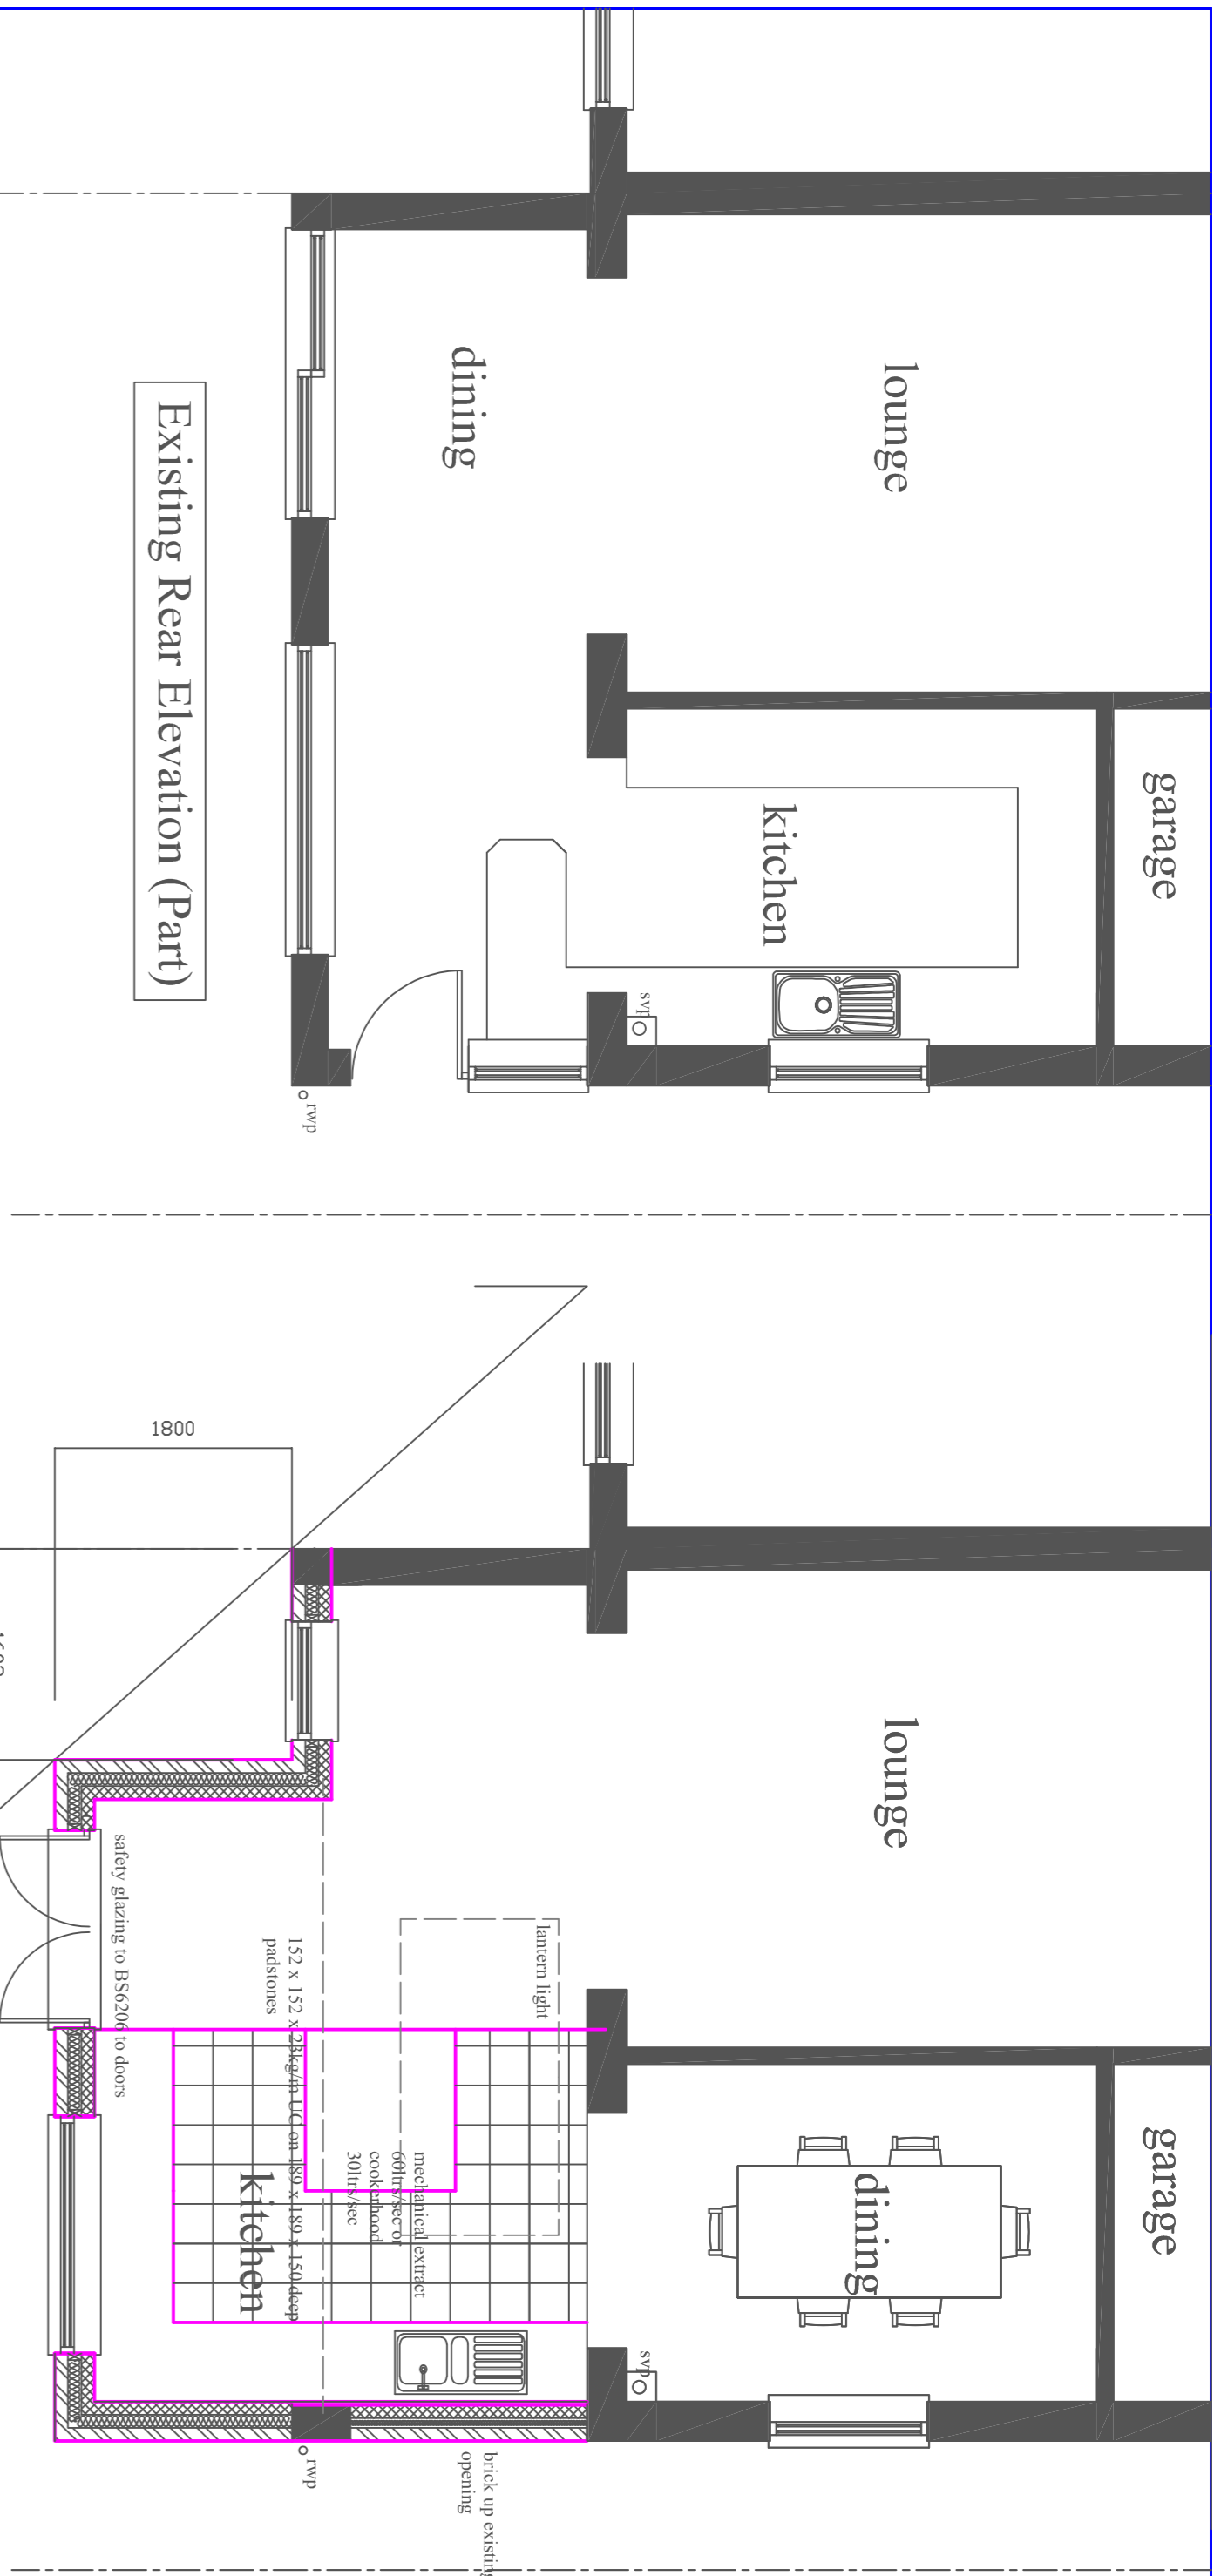 lounge
garage
kitchen
dining
svp
rwp
Existing Rear Elevation (Part)
lounge
garage
dining
svp
lantern light
mechanical extract
60ltrs/sec or
cookerhood
30ltrs/sec
152 x 152 x 23kg/m UC on 189 x 189 x 150 deep
padstones
kitchen
safety glazing to BS6206 to doors
rwp
brick up existing
opening
1800